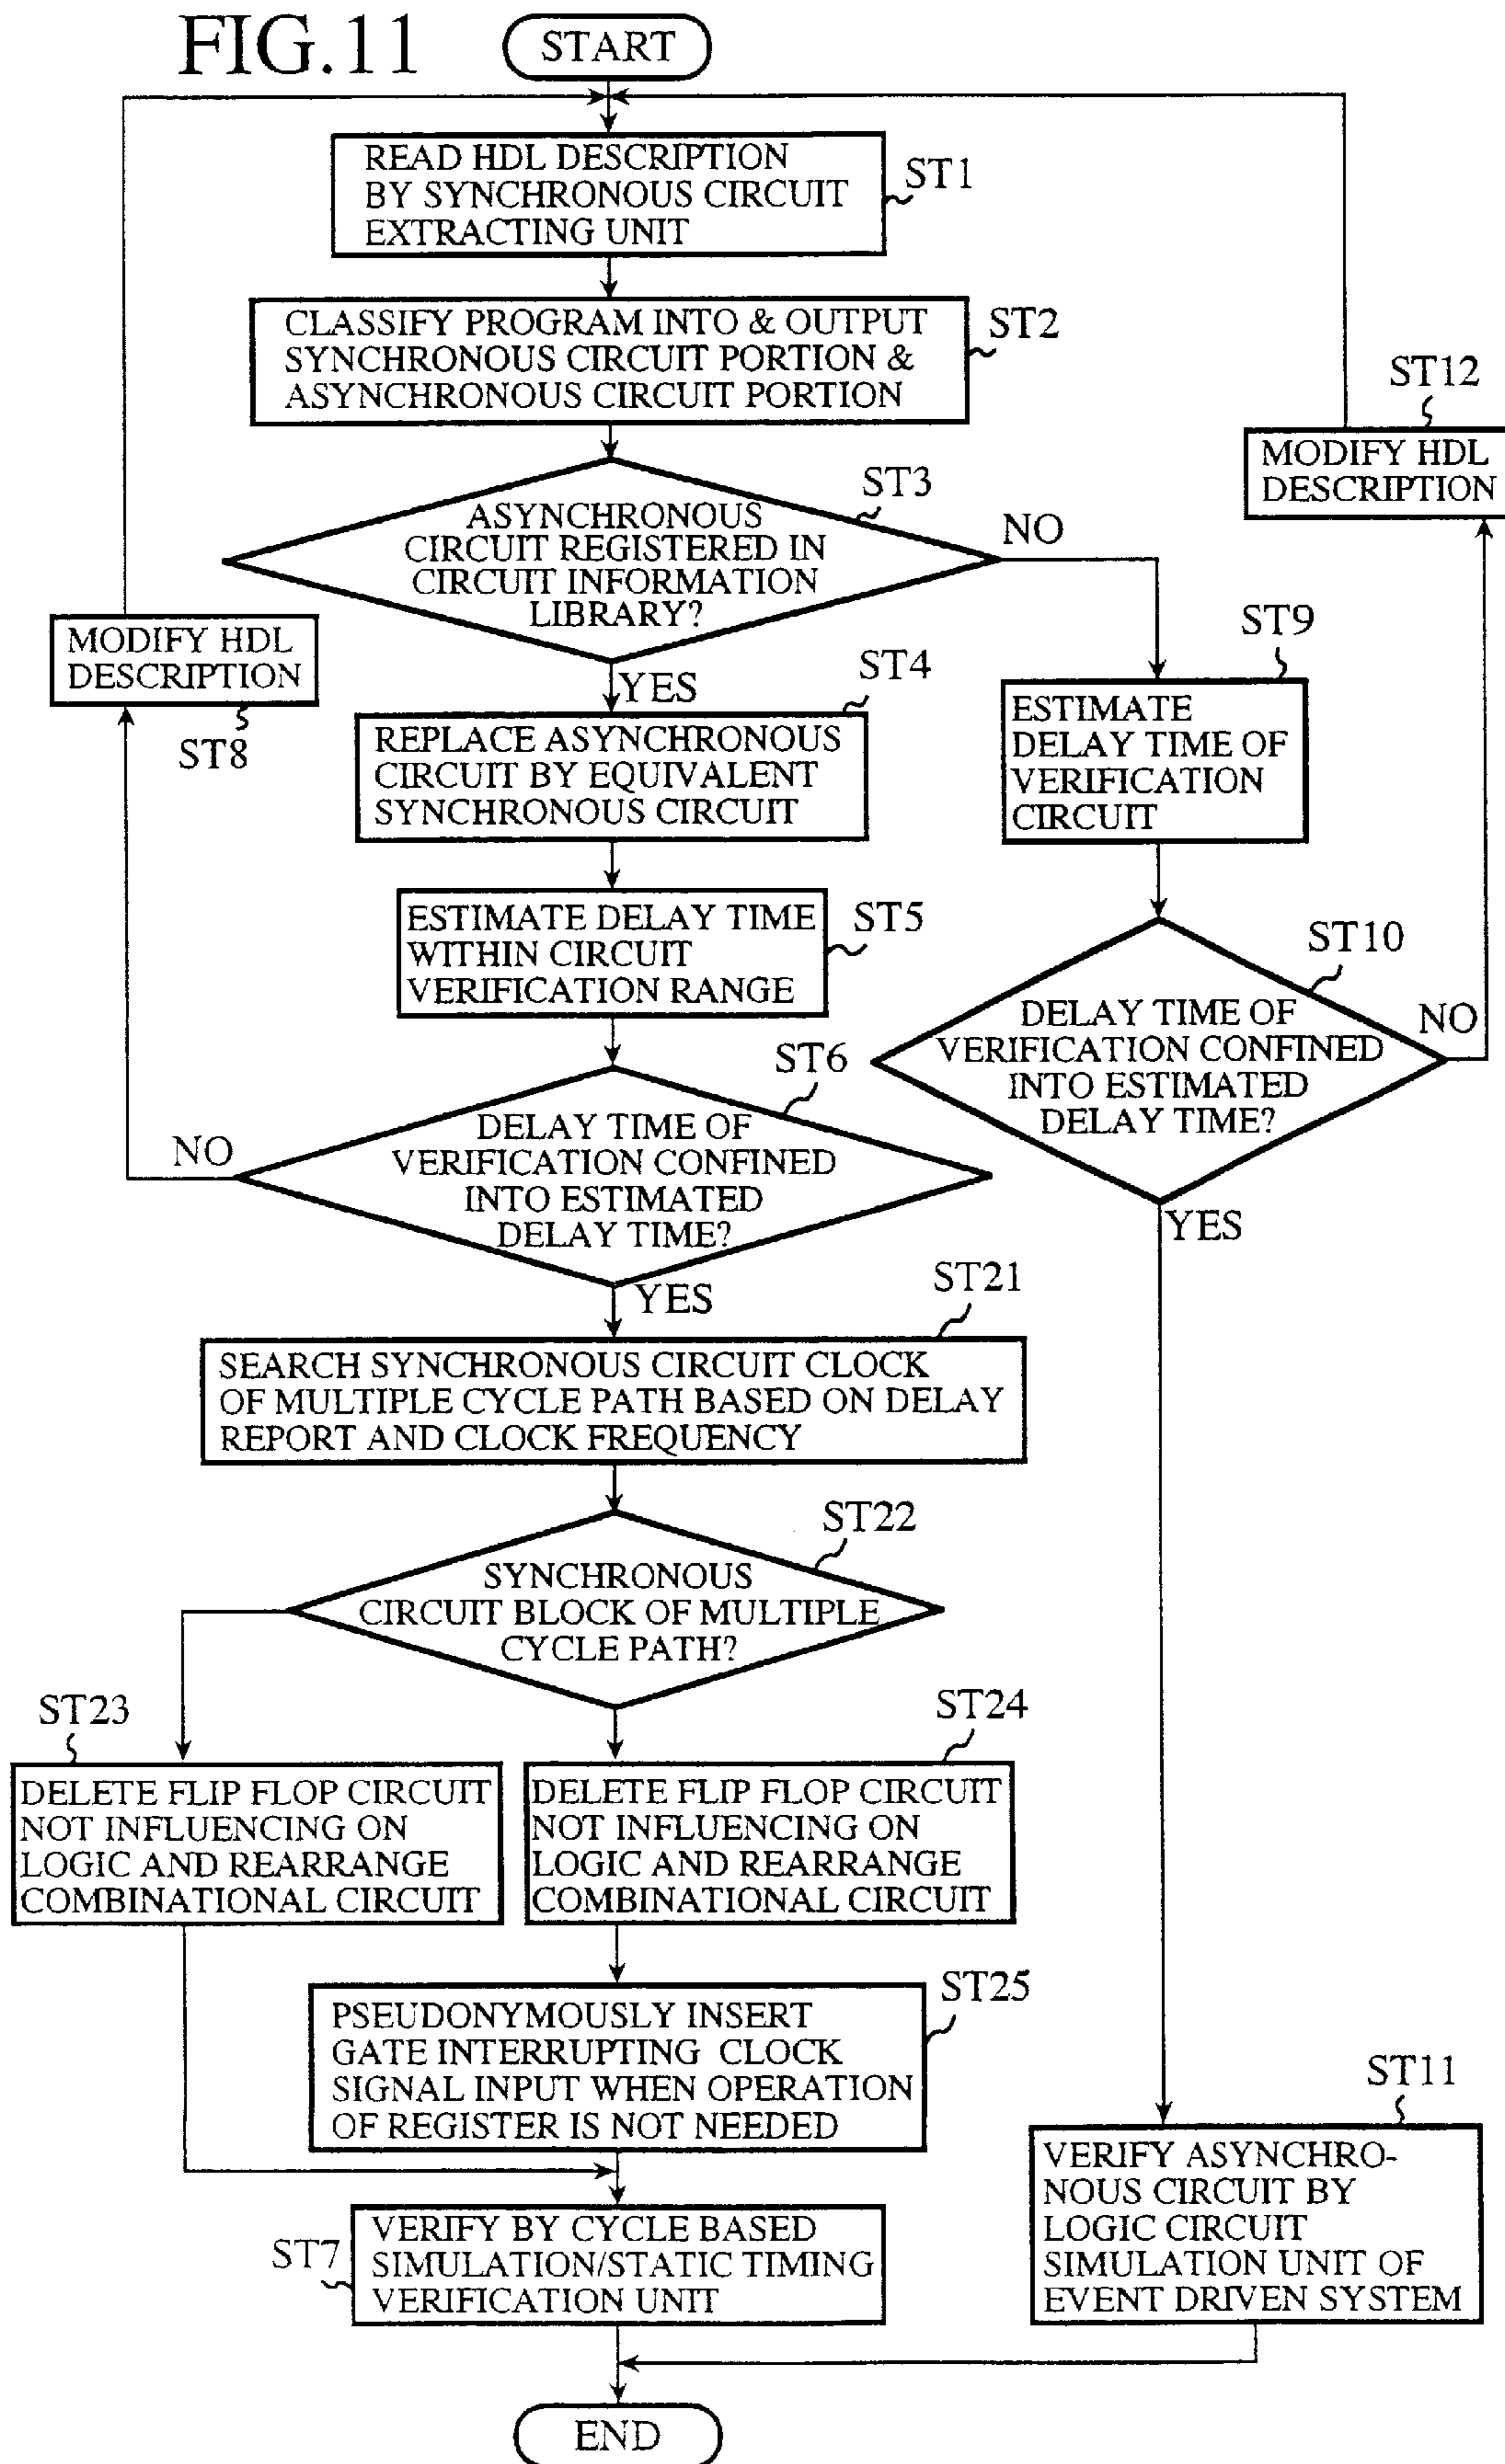 FIG.11
START
READ HDL DESCRIPTION
BY SYNCHRONOUS CIRCUIT
EXTRACTING UNIT
ST1
CLASSIFY PROGRAM INTO & OUTPUT
SYNCHRONOUS CIRCUIT PORTION &
ASYNCHRONOUS CIRCUIT PORTION
ST2
ST12
MODIFY HDL
DESCRIPTION
ST3
ASYNCHRONOUS
CIRCUIT REGISTERED IN
CIRCUIT INFORMATION
LIBRARY?
NO
YES
MODIFY HDL
DESCRIPTION
ST8
ST4
REPLACE ASYNCHRONOUS
CIRCUIT BY EQUIVALENT
SYNCHRONOUS CIRCUIT
ST9
ESTIMATE
DELAY TIME OF
VERIFICATION
CIRCUIT
ESTIMATE DELAY TIME
WITHIN CIRCUIT
VERIFICATION RANGE
ST5
ST10
DELAY TIME OF
VERIFICATION CONFINED
INTO ESTIMATED
DELAY TIME?
NO
YES
ST6
DELAY TIME OF
VERIFICATION CONFINED
INTO ESTIMATED
DELAY TIME?
NO
YES
ST21
SEARCH SYNCHRONOUS CIRCUIT CLOCK
OF MULTIPLE CYCLE PATH BASED ON DELAY
REPORT AND CLOCK FREQUENCY
ST22
SYNCHRONOUS
CIRCUIT BLOCK OF MULTIPLE
CYCLE PATH?
ST23
DELETE FLIP FLOP CIRCUIT
NOT INFLUENCING ON
LOGIC AND REARRANGE
COMBINATIONAL CIRCUIT
ST24
DELETE FLIP FLOP CIRCUIT
NOT INFLUENCING ON
LOGIC AND REARRANGE
COMBINATIONAL CIRCUIT
ST25
PSEUDONYMOUSLY INSERT
GATE INTERRUPTING CLOCK
SIGNAL INPUT WHEN OPERATION
OF REGISTER IS NOT NEEDED
ST11
VERIFY ASYNCHRO-
NOUS CIRCUIT BY
LOGIC CIRCUIT
SIMULATION UNIT OF
EVENT DRIVEN SYSTEM
ST7
VERIFY BY CYCLE BASED
SIMULATION/STATIC TIMING
VERIFICATION UNIT
END